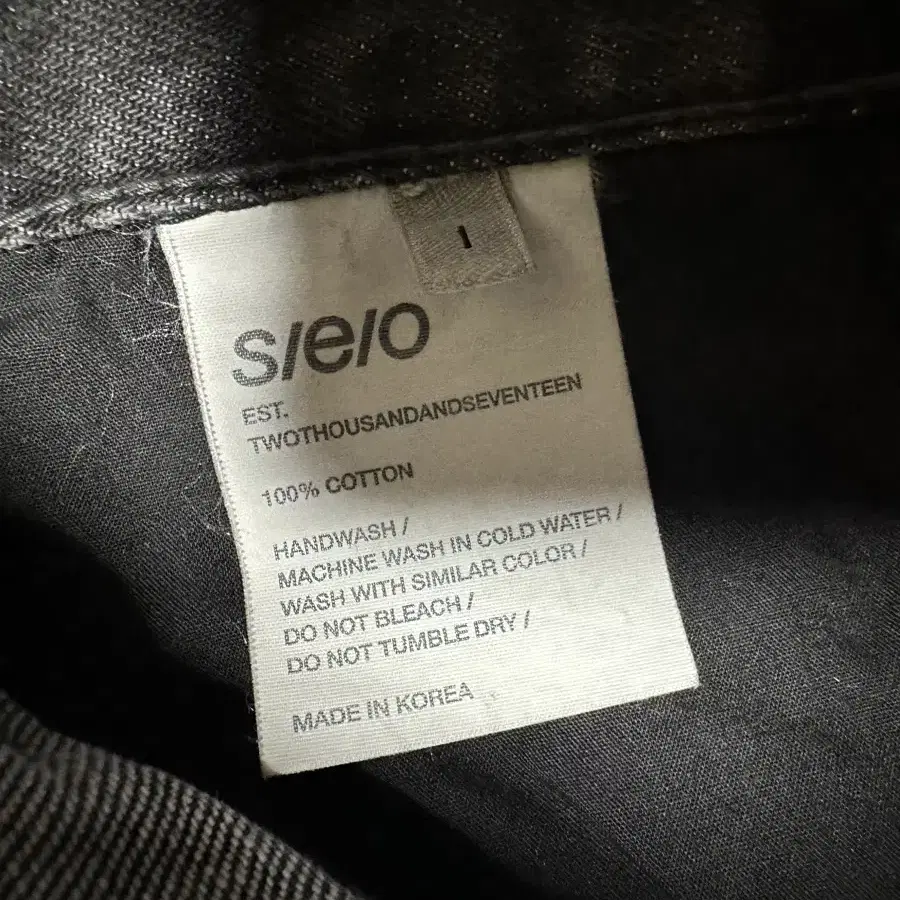 1
s/e/o
EST.
TWOTHOUSANDANDSEVENTEEN
100% COTTON
HANDWASH /
MACHINE WASH IN COLD WATER /
WASH WITH SIMILAR COLOR /
DO NOT BLEACH /
DO NOT TUMBLE DRY /
MADE IN KOREA